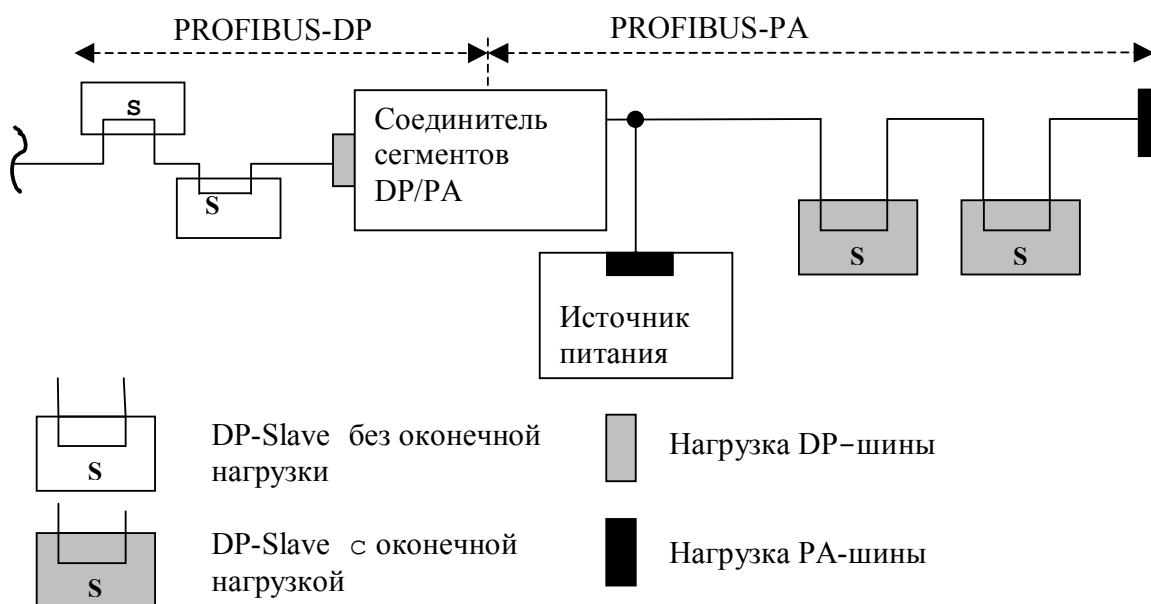 PROFIBUS-DP
PROFIBUS-PA
S
S
Соединитель
сегментов
DP/PA
S
S
Источник
питания
DP-Slave без оконечной
нагрузки
S
Нагрузка DP-шины
DP-Slave с оконечной
нагрузкой
S
Нагрузка PA-шины